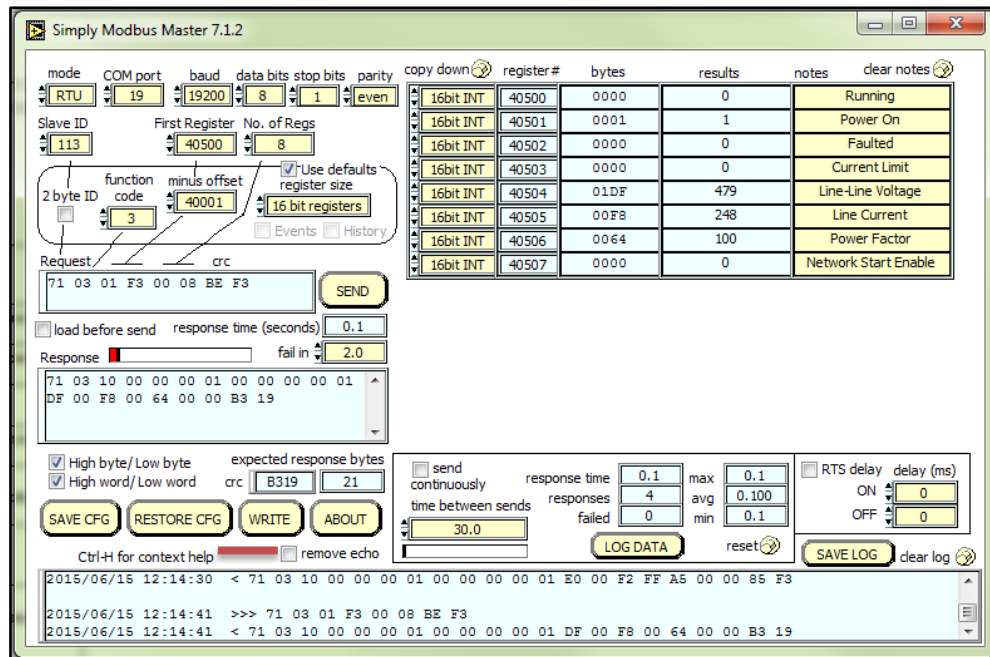 Simply Modbus Master 7.1.2
mode COM port baud data bits stop bits parity
RTU 19 19200 8 1 even
Slave ID First Register No. of Regs
113 40500 8
2 byte ID function code minus offset Use defaults register size
3 40001 16 bit registers
Events History
Request crc
71 03 01 F3 00 08 BE F3
SEND
load before send response time (seconds) 0.1
Response fail in 2.0
71 03 10 00 00 00 01 00 00 00 00 01
DF 00 F8 00 64 00 00 B3 19
High byte/Low byte expected response bytes
High word/Low word crc B319 21
SAVE CFG RESTORE CFG WRITE ABOUT
Ctrl-H for context help remove echo
copy down register# bytes results notes clear notes
16bit INT 40500 0000 0 Running
16bit INT 40501 0001 1 Power On
16bit INT 40502 0000 0 Faulted
16bit INT 40503 0000 0 Current Limit
16bit INT 40504 01DF 479 Line-Line Voltage
16bit INT 40505 00F8 248 Line Current
16bit INT 40506 0064 100 Power Factor
16bit INT 40507 0000 0 Network Start Enable
send continuously
time between sends
30.0
response time 0.1 max 0.1
responses 4 avg 0.100
failed 0 min 0.1
LOG DATA reset
RTS delay delay (ms)
ON 0
OFF 0
SAVE LOG clear log
2015/06/15 12:14:30 < 71 03 10 00 00 00 01 00 00 00 00 01 E0 00 F2 FF A5 00 00 85 F3
2015/06/15 12:14:41 >>> 71 03 01 F3 00 08 BE F3
2015/06/15 12:14:41 < 71 03 10 00 00 00 01 00 00 00 00 01 DF 00 F8 00 64 00 00 B3 19